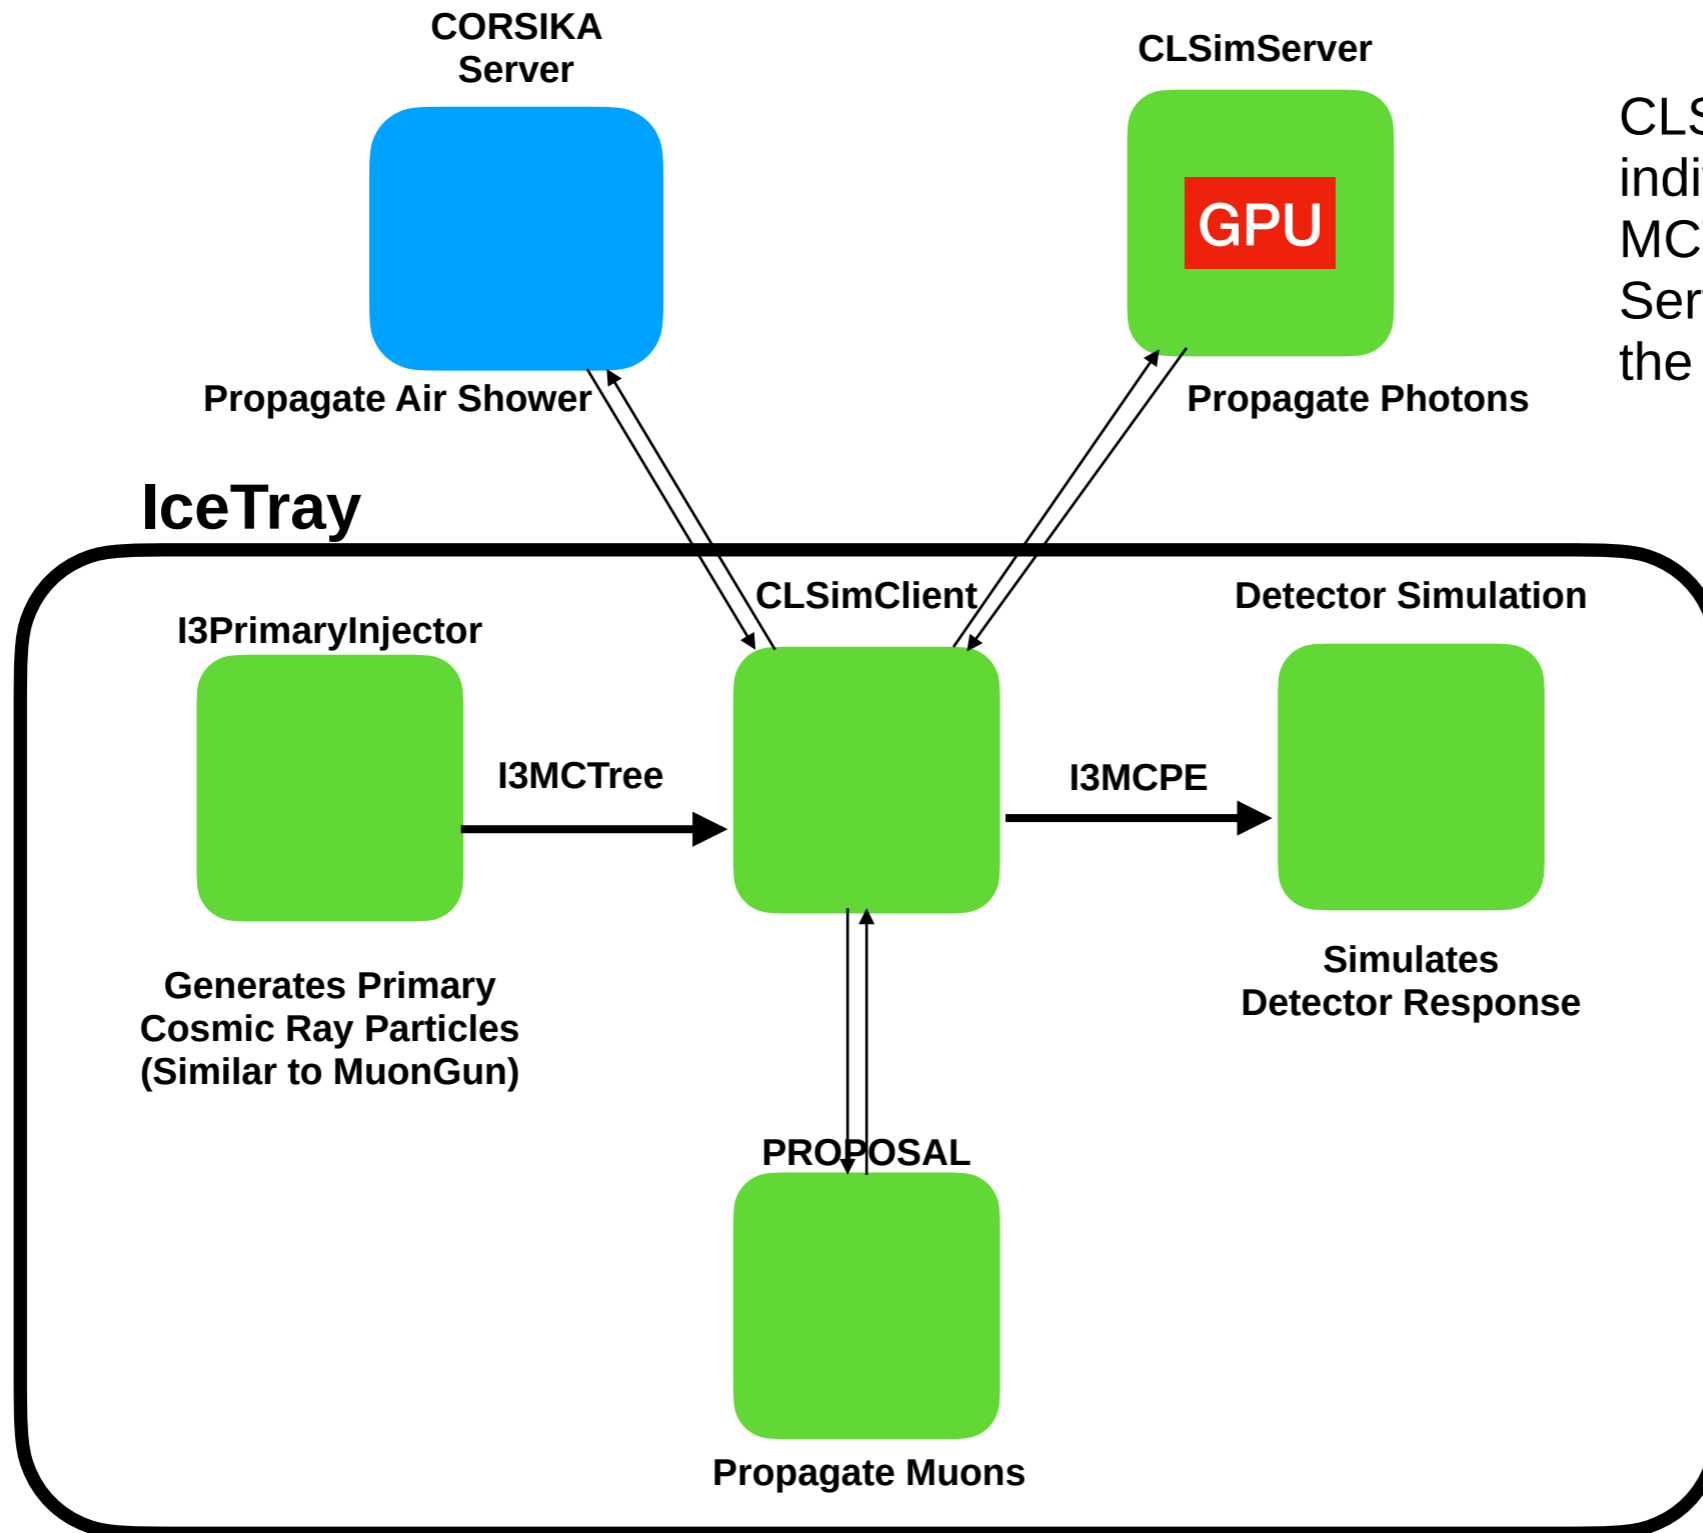 CORSIKA
Server
CLSimServer
GPU
the
Propagate Air Shower
Propagate Photons
IceTray
CLSimClient
Detector Simulation
I3PrimaryInjector
I3MCTree
I3MCPE
Generates Primary
Cosmic Ray Particles
(Similar to MuonGun)
Simulates
Detector Response
PROPOSAL
Propagate Muons